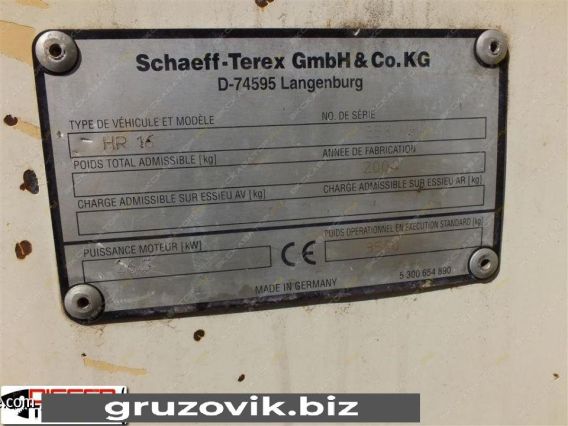 Schaeff-Terex GmbH & Co.KG
D-74595 Langenburg
TYPE DE VÉHICULE ET MODÈLE
NO. DE SÉRIE
HR 16
POIDS TOTAL ADMISSIBLE [kg]
ANNEE DE FABRICATION
CHARGE ADMISSIBLE SUR ESSIEU AV [kg]
CHARGE ADMISSIBLE SUR ESSIEU AR [kg]
POIDS OPERATIONNEL EN EXECUTION STANDARD [kg]
PUISSANCE MOTEUR [kW]
CE
MADE IN GERMANY
5 300 654 890
gruzovik.biz